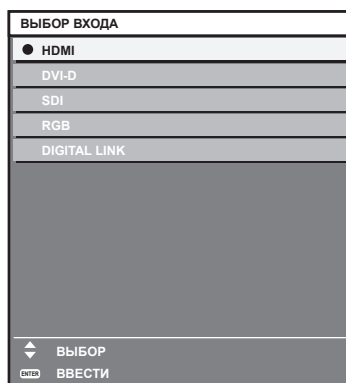 ВЫБОР ВХОДА
HDMI
DVI-D
SDI
RGB
DIGITAL LINK
ВЫБОР
ENTER ВВЕСТИ